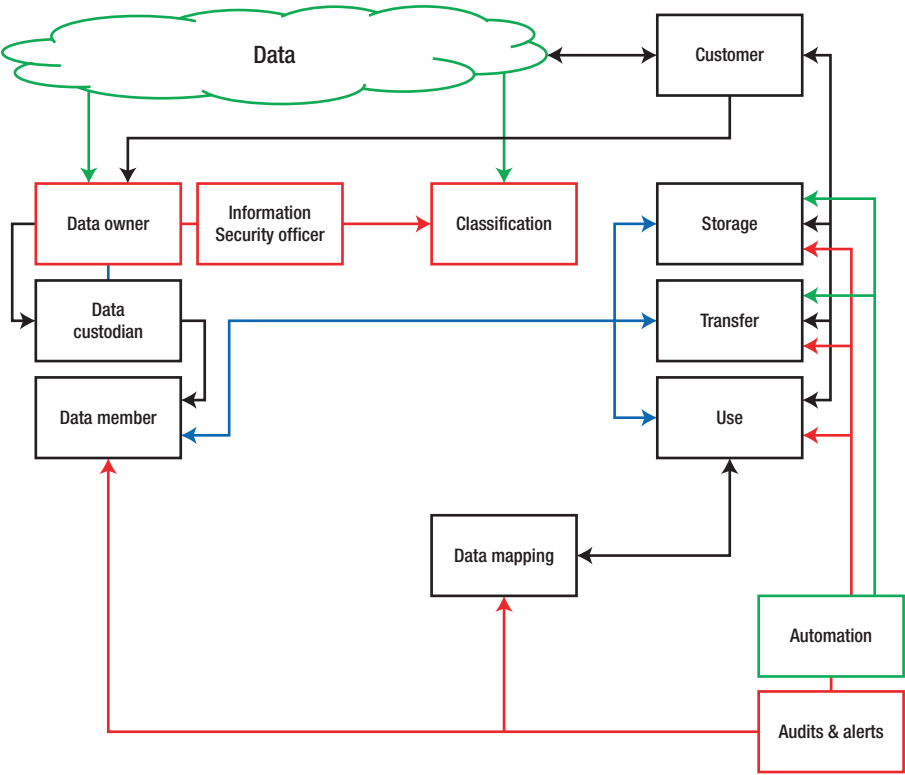 Data
Customer
Data owner
Information
Security officer
Classification
Storage
Data
custodian
Transfer
Data member
Use
Data mapping
Automation
Audits & alerts